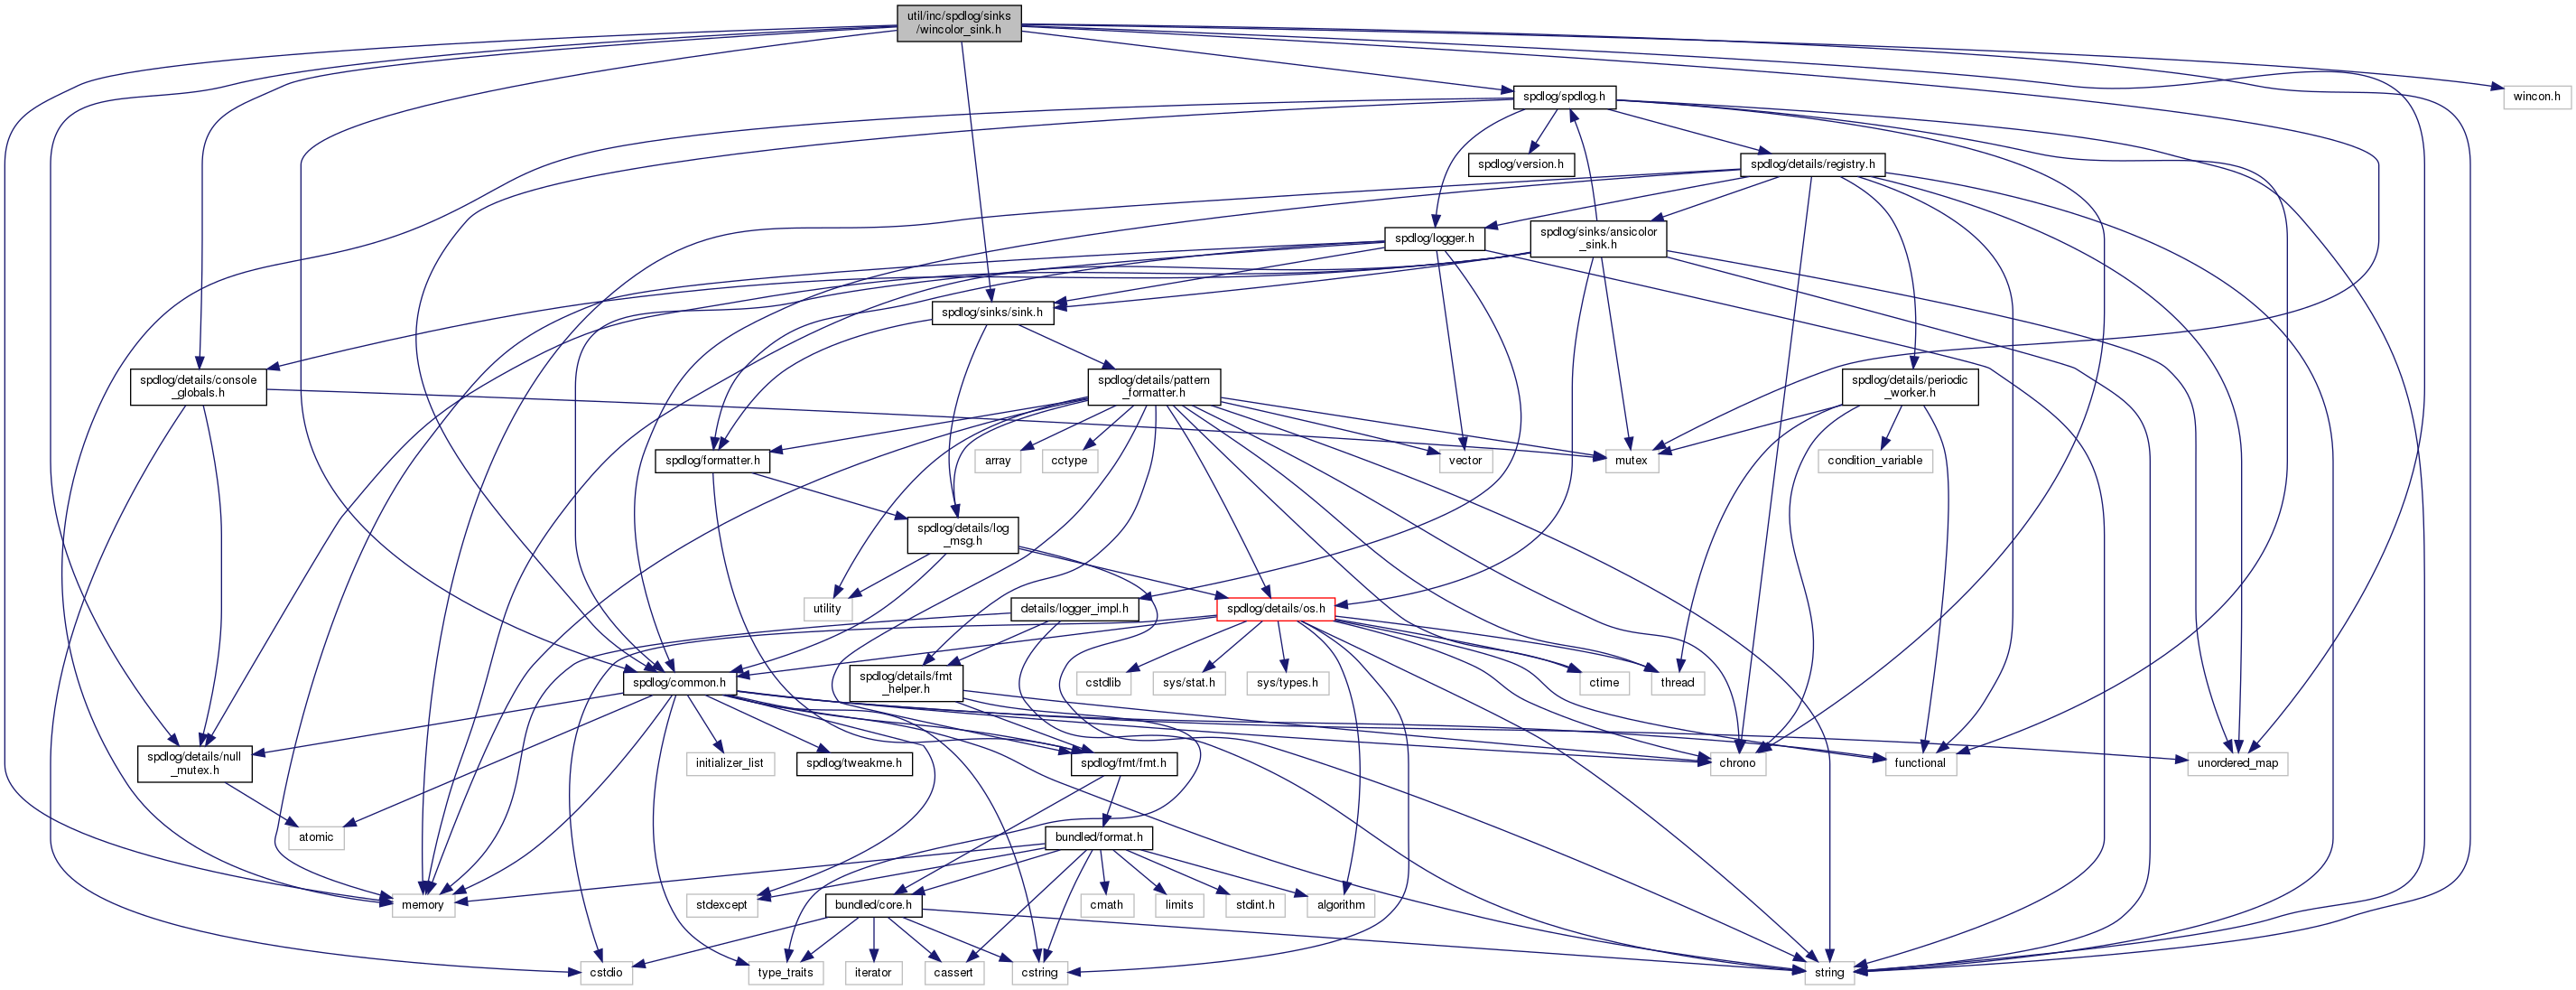 util/inc/spdlog/sinks
/wincolor_sink.h
spdlog/spdlog.h
wincon.h
spdlog/version.h
spdlog/details/registry.h
spdlog/logger.h
spdlog/sinks/ansicolor
_sink.h
spdlog/sinks/sink.h
spdlog/details/console
_globals.h
spdlog/details/pattern
_formatter.h
spdlog/details/periodic
_worker.h
spdlog/formatter.h
array
cctype
vector
mutex
condition_variable
spdlog/details/log
_msg.h
utility
details/logger_impl.h
spdlog/details/os.h
spdlog/common.h
spdlog/details/fmt
_helper.h
cstdlib
sys/stat.h
sys/types.h
ctime
thread
spdlog/details/null
_mutex.h
initializer_list
spdlog/tweakme.h
spdlog/fmt/fmt.h
chrono
functional
unordered_map
atomic
bundled/format.h
memory
stdexcept
bundled/core.h
cmath
limits
stdint.h
algorithm
cstdio
type_traits
iterator
cassert
cstring
string